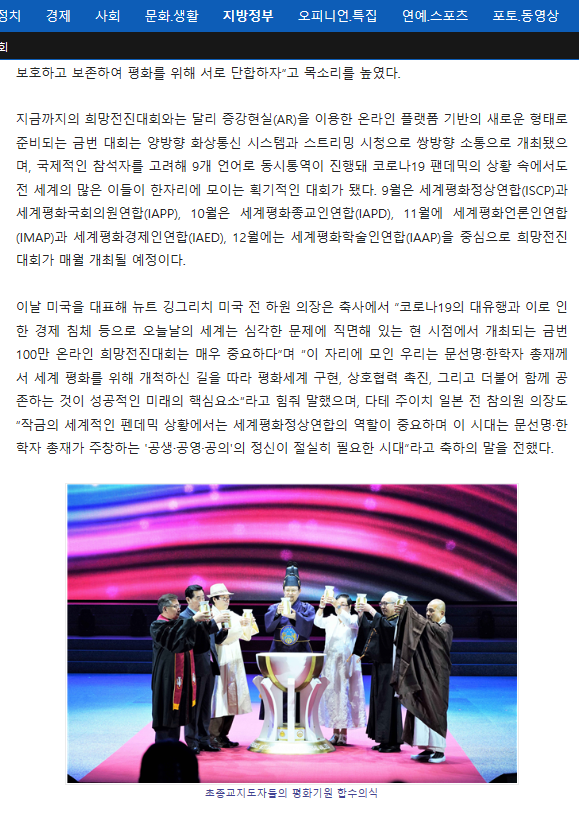 정치 경제 사회 문화.생활 지방정부 오피니언.특집 연예.스포츠 포토.동영상
회
보호하고 보존하여 평화를 위해 서로 단합하자”고 목소리를 높였다.
지금까지의 희망전진대회와는 달리 증강현실(AR)을 이용한 온라인 플랫폼 기반의 새로운 형태로
준비되는 금번 대회는 양방향 화상통신 시스템과 스트리밍 시청으로 쌍방향 소통으로 개최됐으
며, 국제적인 참석자를 고려해 9개 언어로 동시통역이 진행돼 코로나19 팬데믹의 상황 속에서도
전 세계의 많은 이들이 한자리에 모이는 획기적인 대회가 됐다. 9월은 세계평화정상연합(ISCP)과
세계평화국회의원연합(IAPP), 10월은 세계평화종교인연합(IAPD), 11월에 세계평화언론인연합
(IMAP)과 세계평화경제인연합(IAED), 12월에는 세계평화학술인연합(IAAP)을 중심으로 희망전진
대회가 매월 개최될 예정이다.
이날 미국을 대표해 뉴트 깅그리치 미국 전 하원 의장은 축사에서 “코로나19의 대유행과 이로 인
한 경제 침체 등으로 오늘날의 세계는 심각한 문제에 직면해 있는 현 시점에서 개최되는 금번
100만 온라인 희망전진대회는 매우 중요하다”며 “이 자리에 모인 우리는 문선명·한학자 총재께
서 세계 평화를 위해 개척하신 길을 따라 평화세계 구현, 상호협력 촉진, 그리고 더불어 함께 공
존하는 것이 성공적인 미래의 핵심요소”라고 힘줘 말했으며, 다테 주이치 일본 전 참의원 의장도
“작금의 세계적인 펜데믹 상황에서는 세계평화정상연합의 역할이 중요하며 이 시대는 문선명·한
학자 총재가 주창하는 '공생·공영·공의'의 정신이 절실히 필요한 시대”라고 축하의 말을 전했다.
초종교지도자들의 평화기원 합수의식